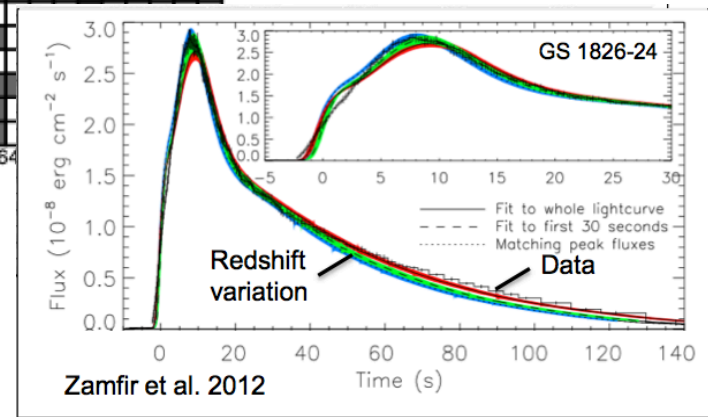 64
3.0
2.5
2.0
1.5
1.0
0.5
0.0
Flux (10⁻⁸ erg cm⁻² s⁻¹)
3.0
2.5
2.0
1.5
1.0
0.5
0.0
GS 1826-24
-5 0 5 10 15 20 25 30
Fit to whole lightcurve
Fit to first 30 seconds
Matching peak fluxes
Redshift
variation
Data
0 20 40 60 80 100 120 140
Time (s)
Zamfir et al. 2012